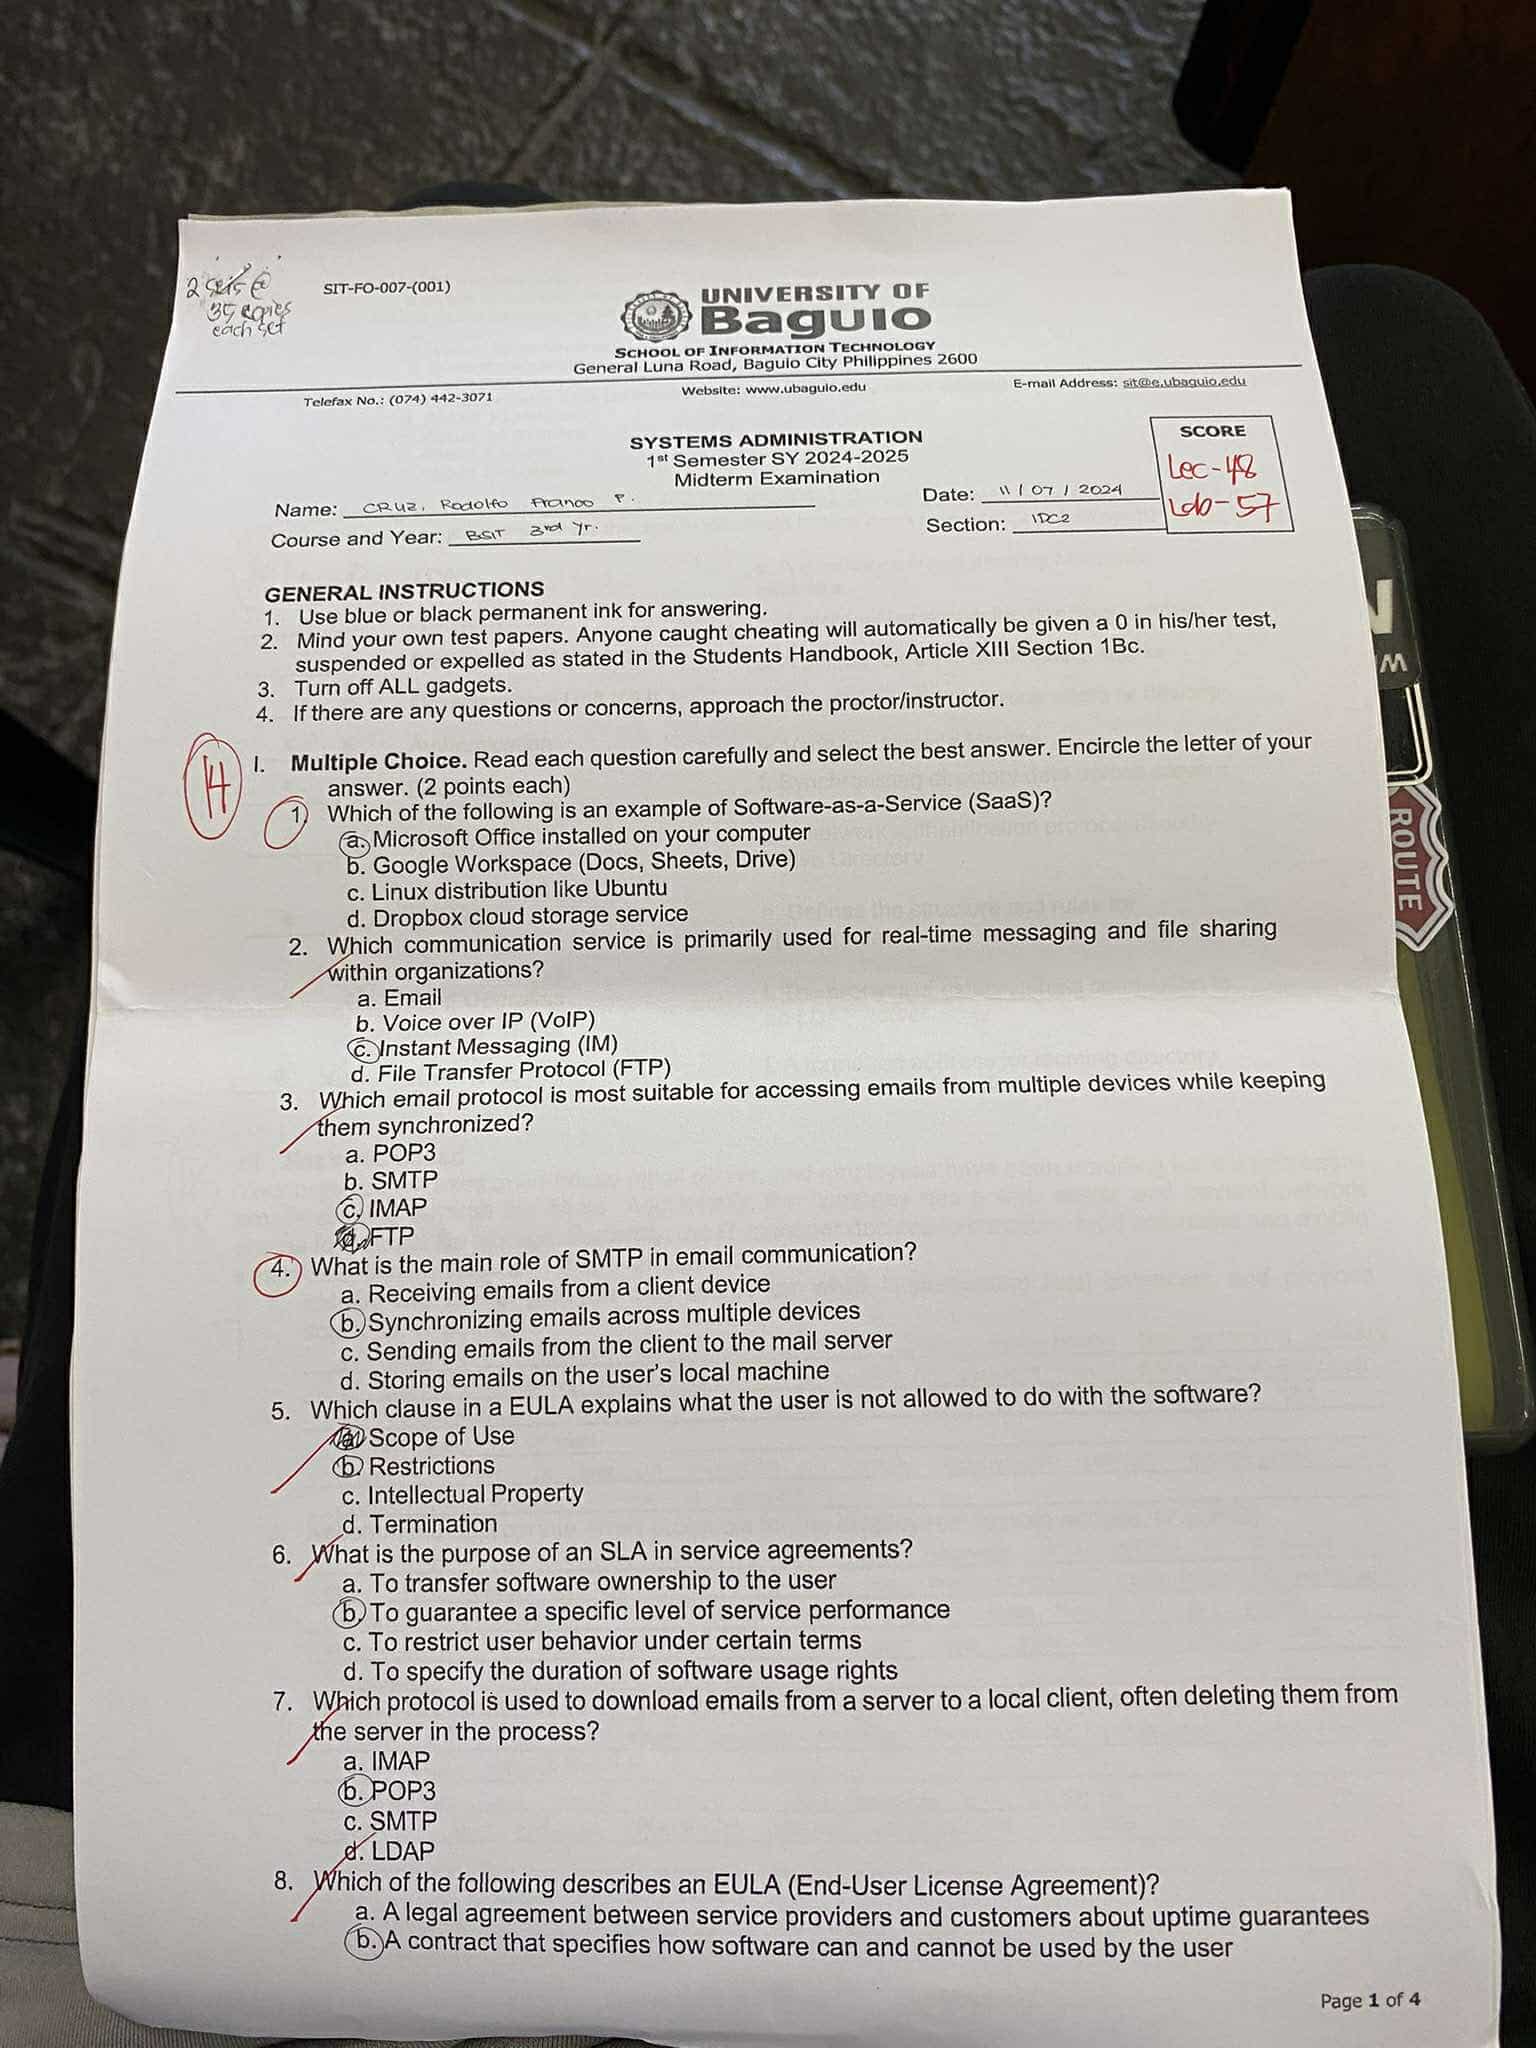 2 sets @
35 copies
each set
SIT-FO-007-(001)
UNIVERSITY OF
Baguio
SCHOOL OF INFORMATION TECHNOLOGY
General Luna Road, Baguio City Philippines 2600
Telefax No.: (074) 442-3071 Website: www.ubaguio.edu E-mail Address: sit@e.ubaguio.edu
SYSTEMS ADMINISTRATION
1st Semester SY 2024-2025
Midterm Examination
SCORE
Lec-48
Lab-57
Name: CRUZ, Rodolfo Franco P. Date: 11/07/2024
Course and Year: BSIT 3rd Yr. Section: IDC2
GENERAL INSTRUCTIONS
1. Use blue or black permanent ink for answering.
2. Mind your own test papers. Anyone caught cheating will automatically be given a 0 in his/her test,
suspended or expelled as stated in the Students Handbook, Article XIII Section 1Bc.
3. Turn off ALL gadgets.
4. If there are any questions or concerns, approach the proctor/instructor.
14
I. Multiple Choice. Read each question carefully and select the best answer. Encircle the letter of your
answer. (2 points each)
1. Which of the following is an example of Software-as-a-Service (SaaS)?
a. Microsoft Office installed on your computer
b. Google Workspace (Docs, Sheets, Drive)
c. Linux distribution like Ubuntu
d. Dropbox cloud storage service
2. Which communication service is primarily used for real-time messaging and file sharing
within organizations?
a. Email
b. Voice over IP (VoIP)
c. Instant Messaging (IM)
d. File Transfer Protocol (FTP)
3. Which email protocol is most suitable for accessing emails from multiple devices while keeping
them synchronized?
a. POP3
b. SMTP
c. IMAP
d. FTP
4. What is the main role of SMTP in email communication?
a. Receiving emails from a client device
b. Synchronizing emails across multiple devices
c. Sending emails from the client to the mail server
d. Storing emails on the user's local machine
5. Which clause in a EULA explains what the user is not allowed to do with the software?
a. Scope of Use
b. Restrictions
c. Intellectual Property
d. Termination
6. What is the purpose of an SLA in service agreements?
a. To transfer software ownership to the user
b. To guarantee a specific level of service performance
c. To restrict user behavior under certain terms
d. To specify the duration of software usage rights
7. Which protocol is used to download emails from a server to a local client, often deleting them from
the server in the process?
a. IMAP
b. POP3
c. SMTP
d. LDAP
8. Which of the following describes an EULA (End-User License Agreement)?
a. A legal agreement between service providers and customers about uptime guarantees
b. A contract that specifies how software can and cannot be used by the user
Page 1 of 4
ROUTE